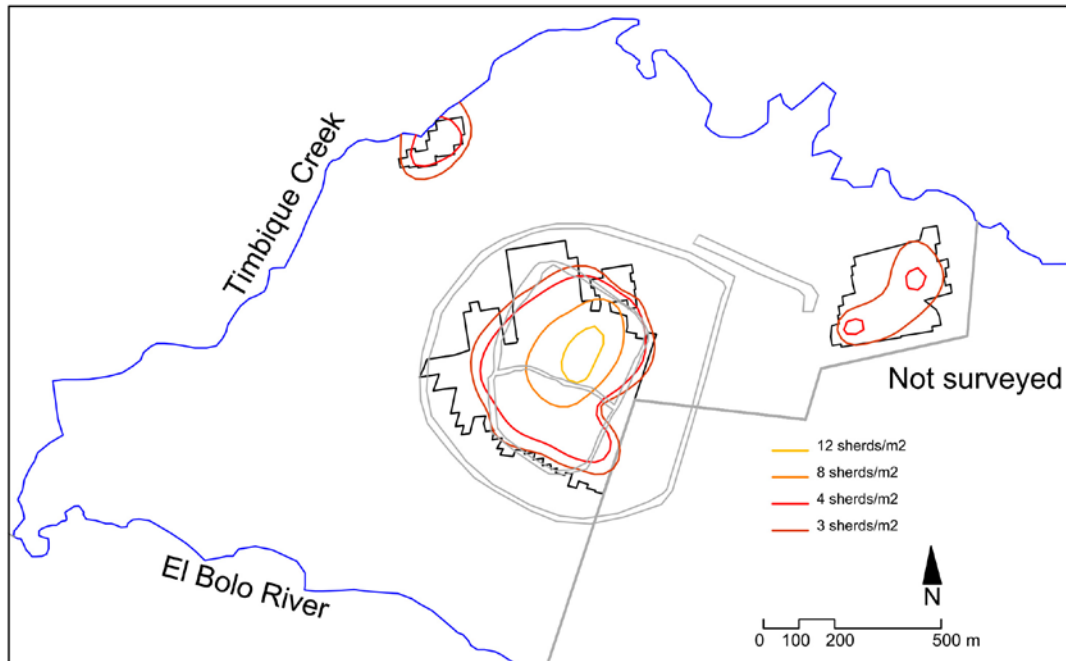 Timbique Creek
Not surveyed
12 sherds/m2
8 sherds/m2
4 sherds/m2
3 sherds/m2
El Bolo River
N
0 100 200 500 m